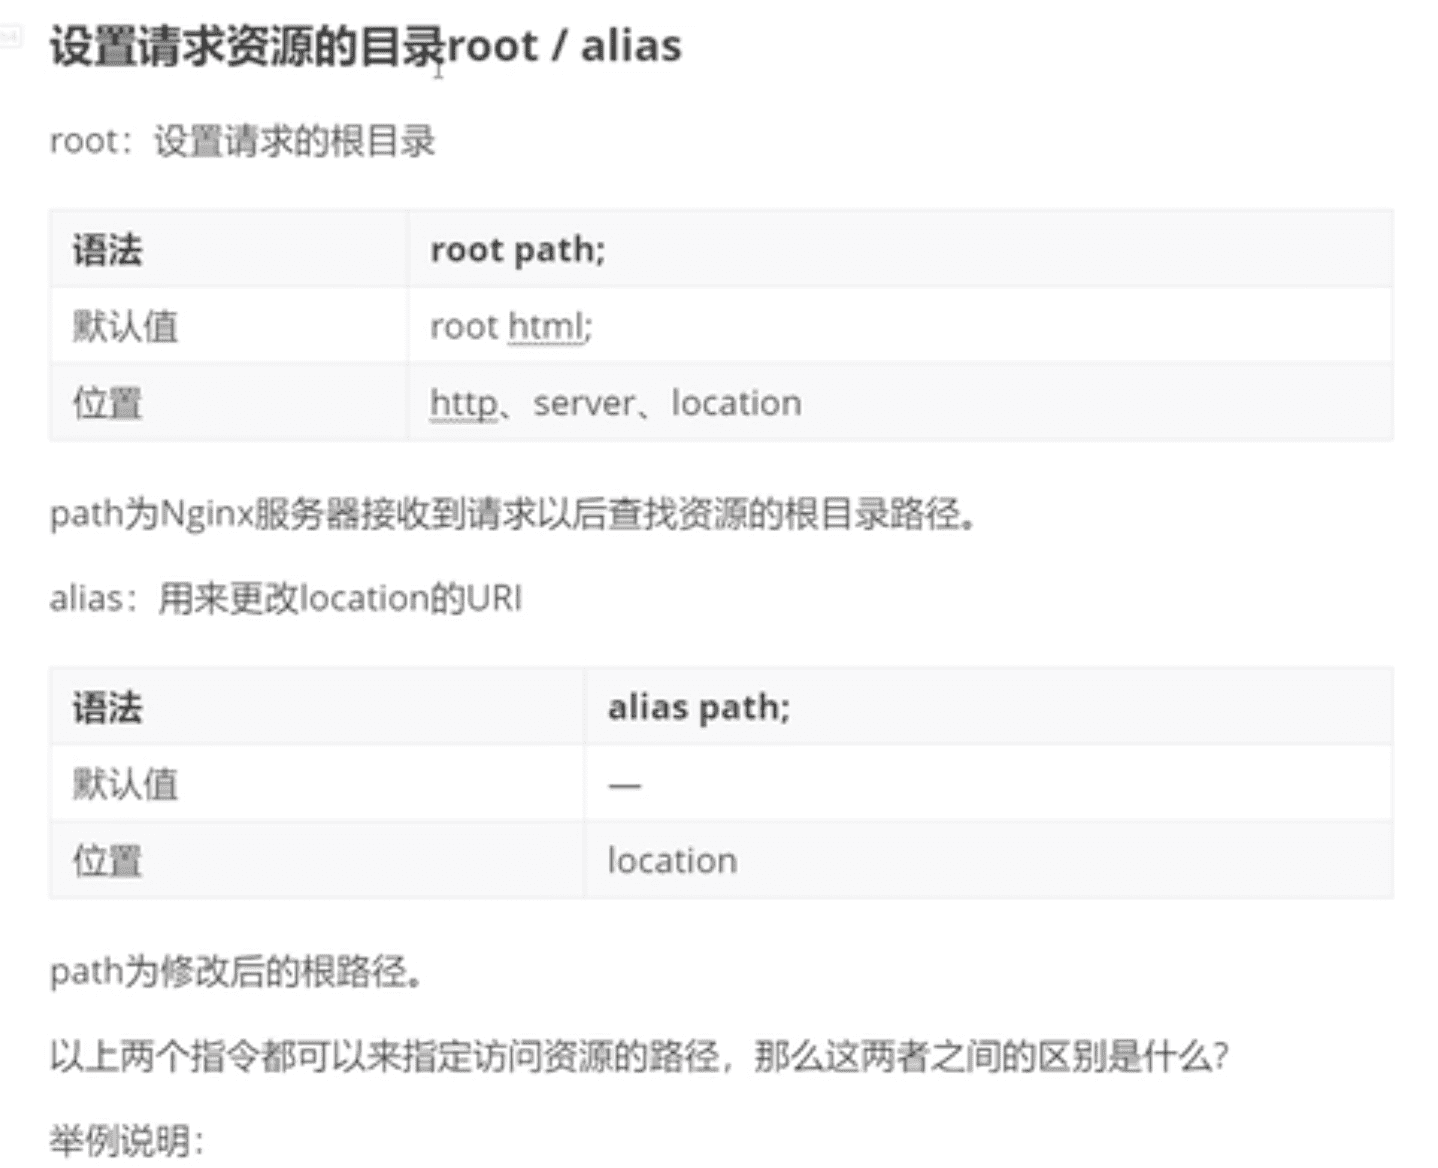 设置请求资源的目录root / alias
root：设置请求的根目录
语法 root path;
默认值 root html;
位置 http、server、location
path为Nginx服务器接收到请求以后查找资源的根目录路径。
alias：用来更改location的URI
语法 alias path;
默认值 —
位置 location
path为修改后的根路径。
以上两个指令都可以来指定访问资源的路径，那么这两者之间的区别是什么?
举例说明：